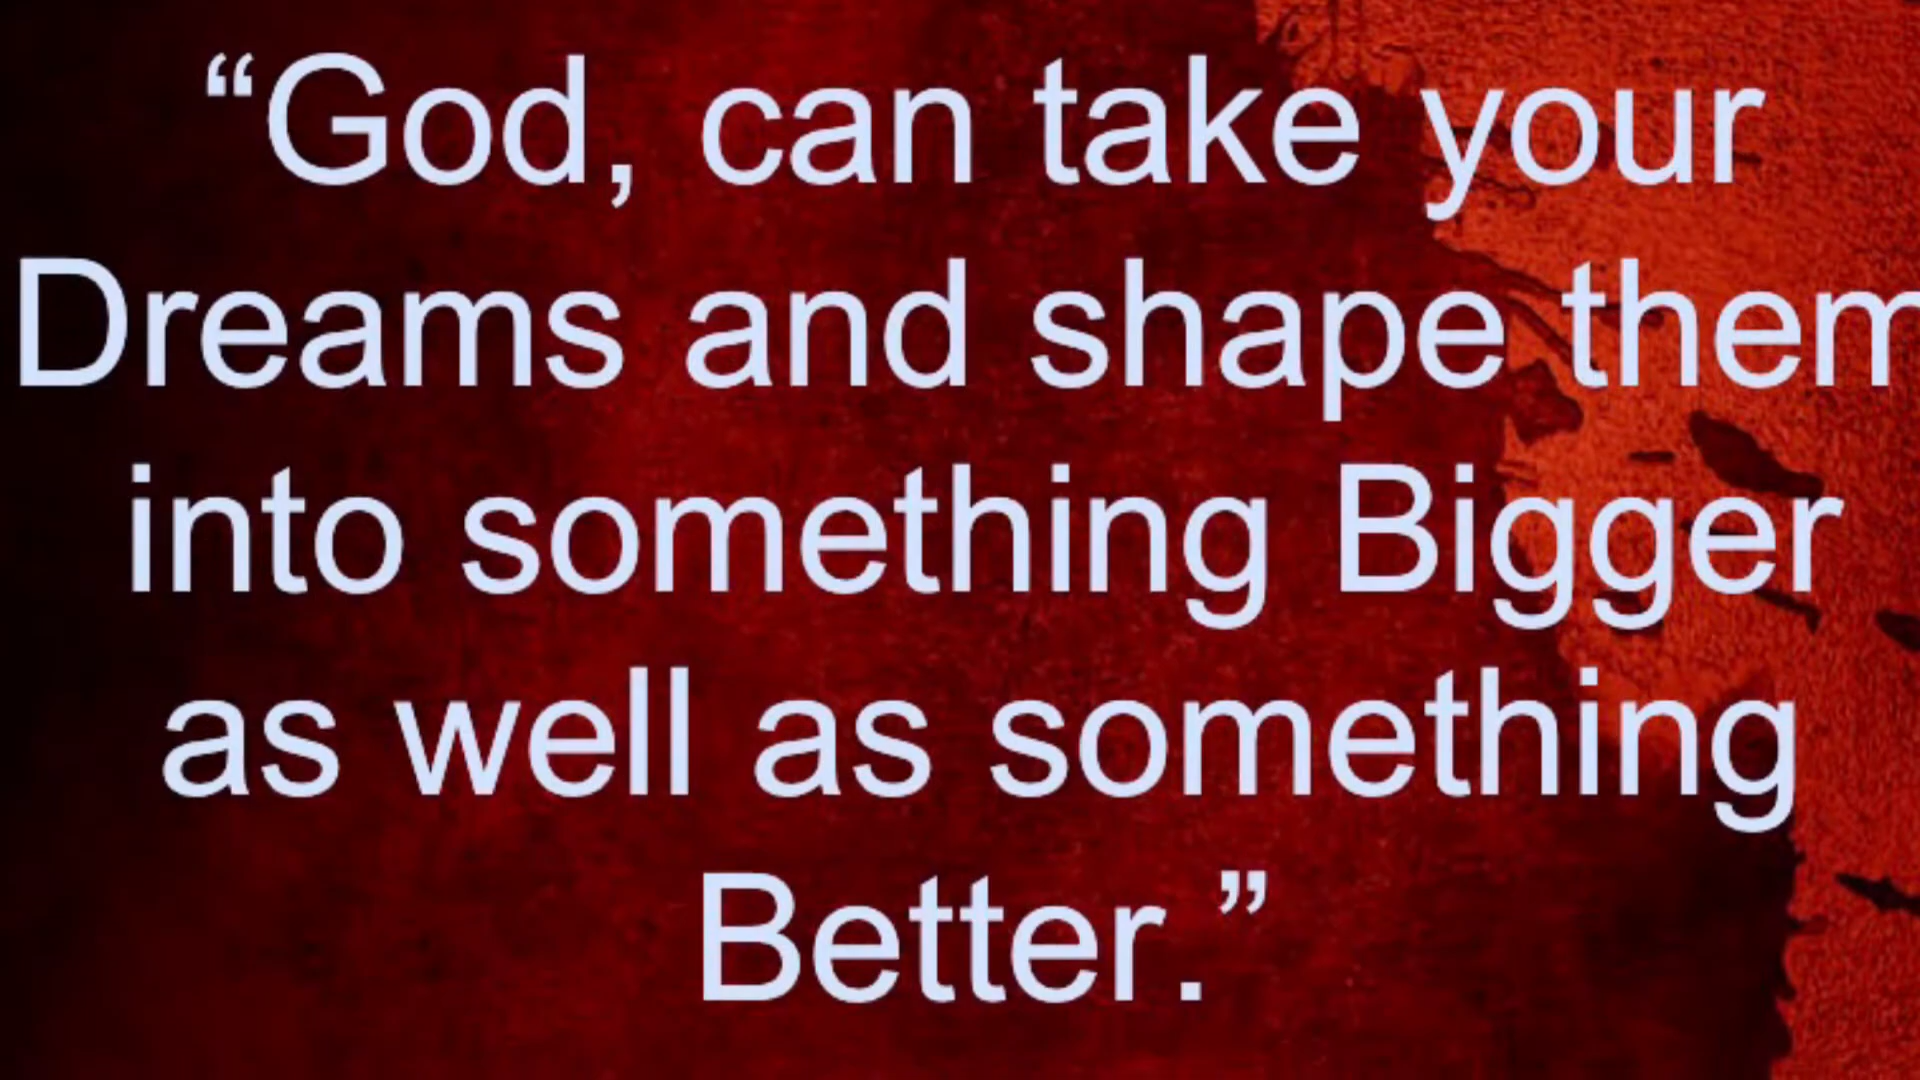 “God, can take your
Dreams and shape them
into something Bigger
as well as something
Better.”